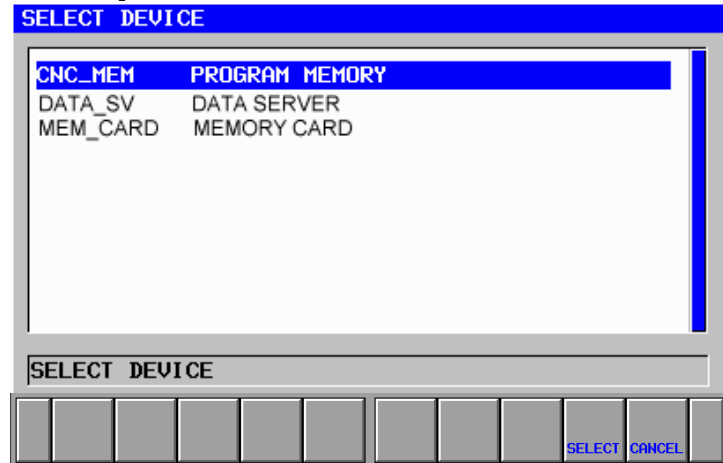 SELECT DEVICE
CNC_MEM PROGRAM MEMORY
DATA_SV DATA SERVER
MEM_CARD MEMORY CARD
SELECT DEVICE
SELECT CANCEL